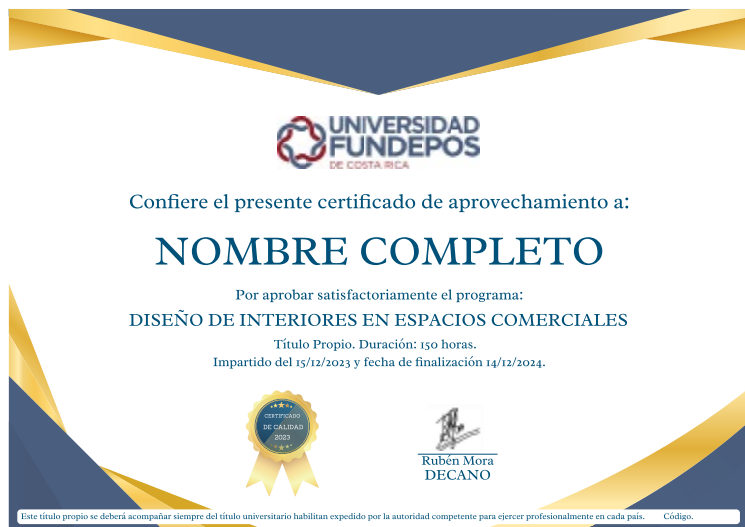 UNIVERSIDAD
FUNDEPOS
DE COSTA RICA
Confiere el presente certificado de aprovechamiento a:
NOMBRE COMPLETO
Por aprobar satisfactoriamente el programa:
DISEÑO DE INTERIORES EN ESPACIOS COMERCIALES
Título Propio. Duración: 150 horas.
Impartido del 15/12/2023 y fecha de finalización 14/12/2024.
CERTIFICADO
DE CALIDAD
2023
Rubén Mora
DECANO
Este título propio se deberá acompañar siempre del título universitario habilitan expedido por la autoridad competente para ejercer profesionalmente en cada país. Código.